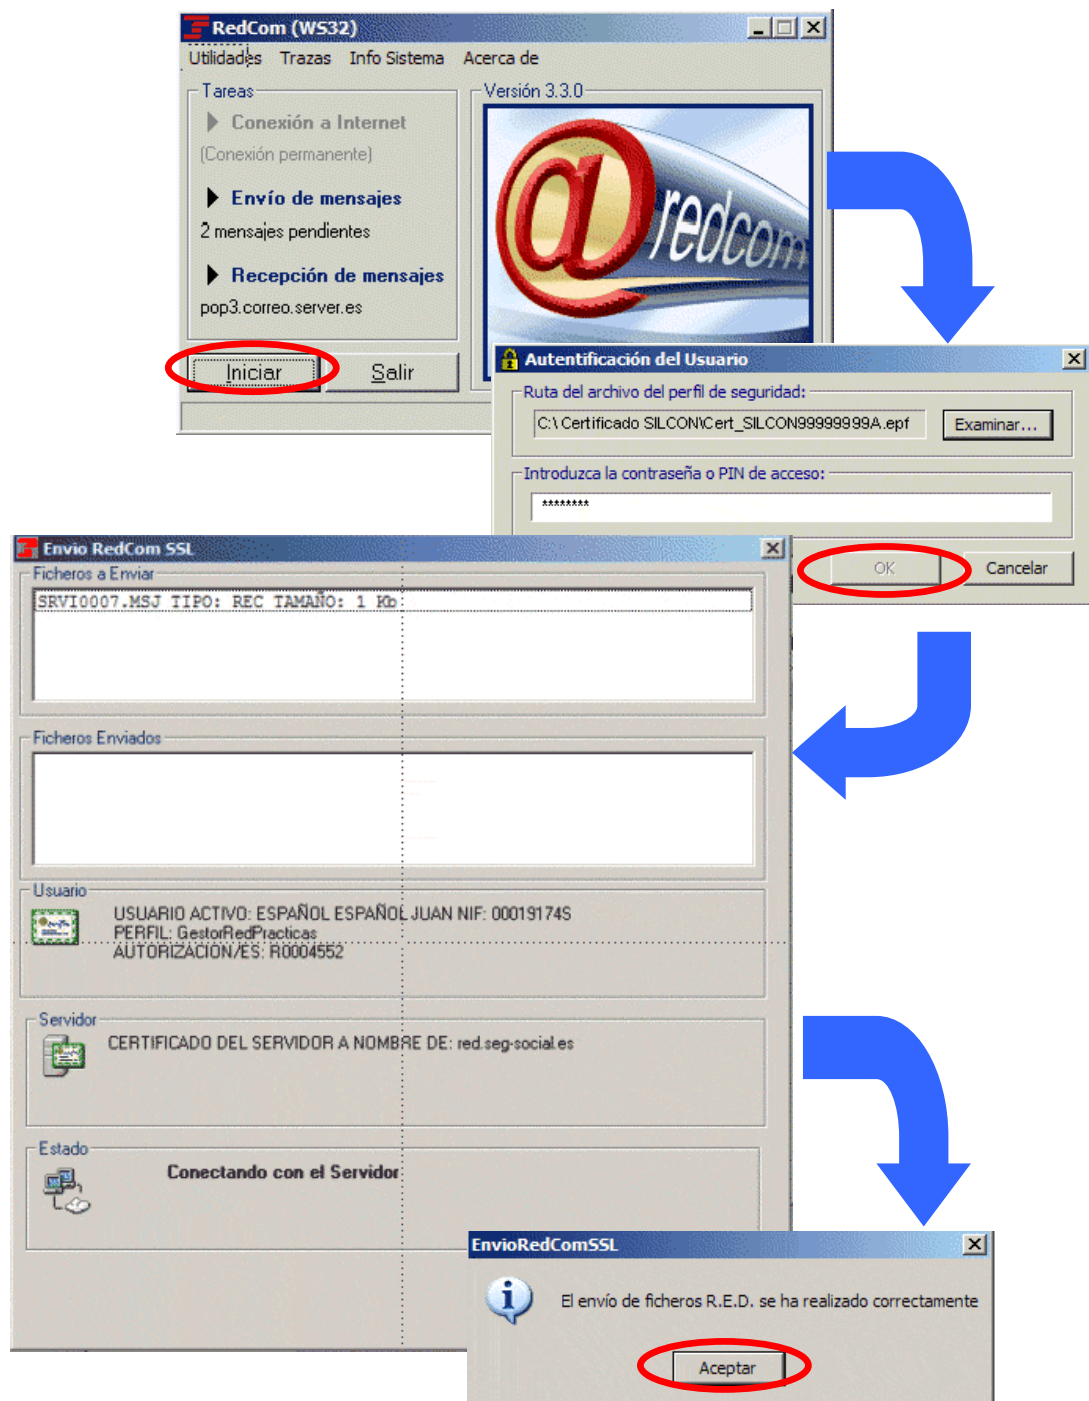 RedCom (WS32)
Utilidades Trazas Info Sistema Acerca de
Tareas
Conexión a Internet
(Conexión permanente)
Envío de mensajes
2 mensajes pendientes
Recepción de mensajes
pop3.correo.server.es
Iniciar Salir
Versión 3.3.0
@redcom
Autentificación del Usuario
Ruta del archivo del perfil de seguridad:
C:\Certificado SILCON\Cert_SILCON99999999A.epf Examinar...
Introduzca la contraseña o PIN de acceso:
********
OK Cancelar
Envio RedCom SSL
Ficheros a Enviar
SRVI0007.MSJ TIPO: REC TAMAÑO: 1 Kb
Ficheros Enviados
Usuario
USUARIO ACTIVO: ESPAÑOL ESPAÑOL JUAN NIF: 00019174S
PERFIL: GestorRedPracticas
AUTORIZACION/ES: R0004552
Servidor
CERTIFICADO DEL SERVIDOR A NOMBRE DE: red.seg-social.es
Estado
Conectando con el Servidor
EnvioRedComSSL
El envío de ficheros R.E.D. se ha realizado correctamente
Aceptar